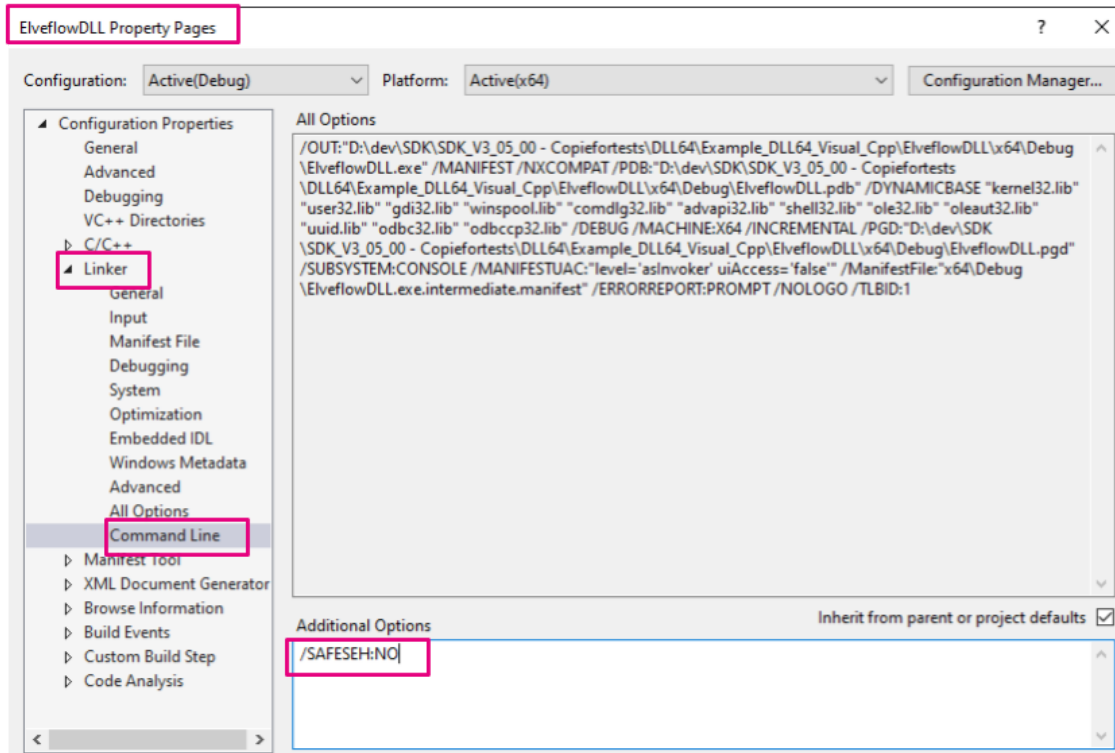 ElveflowDLL Property Pages
?
Configuration: Active(Debug) Platform: Active(x64) Configuration Manager...
Configuration Properties
General
Advanced
Debugging
VC++ Directories
C/C++
Linker
General
Input
Manifest File
Debugging
System
Optimization
Embedded IDL
Windows Metadata
Advanced
All Options
Command Line
Manifest Tool
XML Document Generator
Browse Information
Build Events
Custom Build Step
Code Analysis
All Options
/OUT:"D:\dev\SDK\SDK_V3_05_00 - Copiefortests\DLL64\Example_DLL64_Visual_Cpp\ElveflowDLL\x64\Debug
\ElveflowDLL.exe" /MANIFEST /NXCOMPAT /PDB:"D:\dev\SDK\SDK_V3_05_00 - Copiefortests
\DLL64\Example_DLL64_Visual_Cpp\ElveflowDLL\x64\Debug\ElveflowDLL.pdb" /DYNAMICBASE "kernel32.lib"
"user32.lib" "gdi32.lib" "winspool.lib" "comdlg32.lib" "advapi32.lib" "shell32.lib" "ole32.lib" "oleaut32.lib"
"uuid.lib" "odbc32.lib" "odbccp32.lib" /DEBUG /MACHINE:X64 /INCREMENTAL /PGD:"D:\dev\SDK
\SDK_V3_05_00 - Copiefortests\DLL64\Example_DLL64_Visual_Cpp\ElveflowDLL\x64\Debug\ElveflowDLL.pgd"
/SUBSYSTEM:CONSOLE /MANIFESTUAC:"level='asInvoker' uiAccess='false'" /ManifestFile:"x64\Debug
\ElveflowDLL.exe.intermediate.manifest" /ERRORREPORT:PROMPT /NOLOGO /TLBID:1
Inherit from parent or project defaults
Additional Options
/SAFESEH:NO